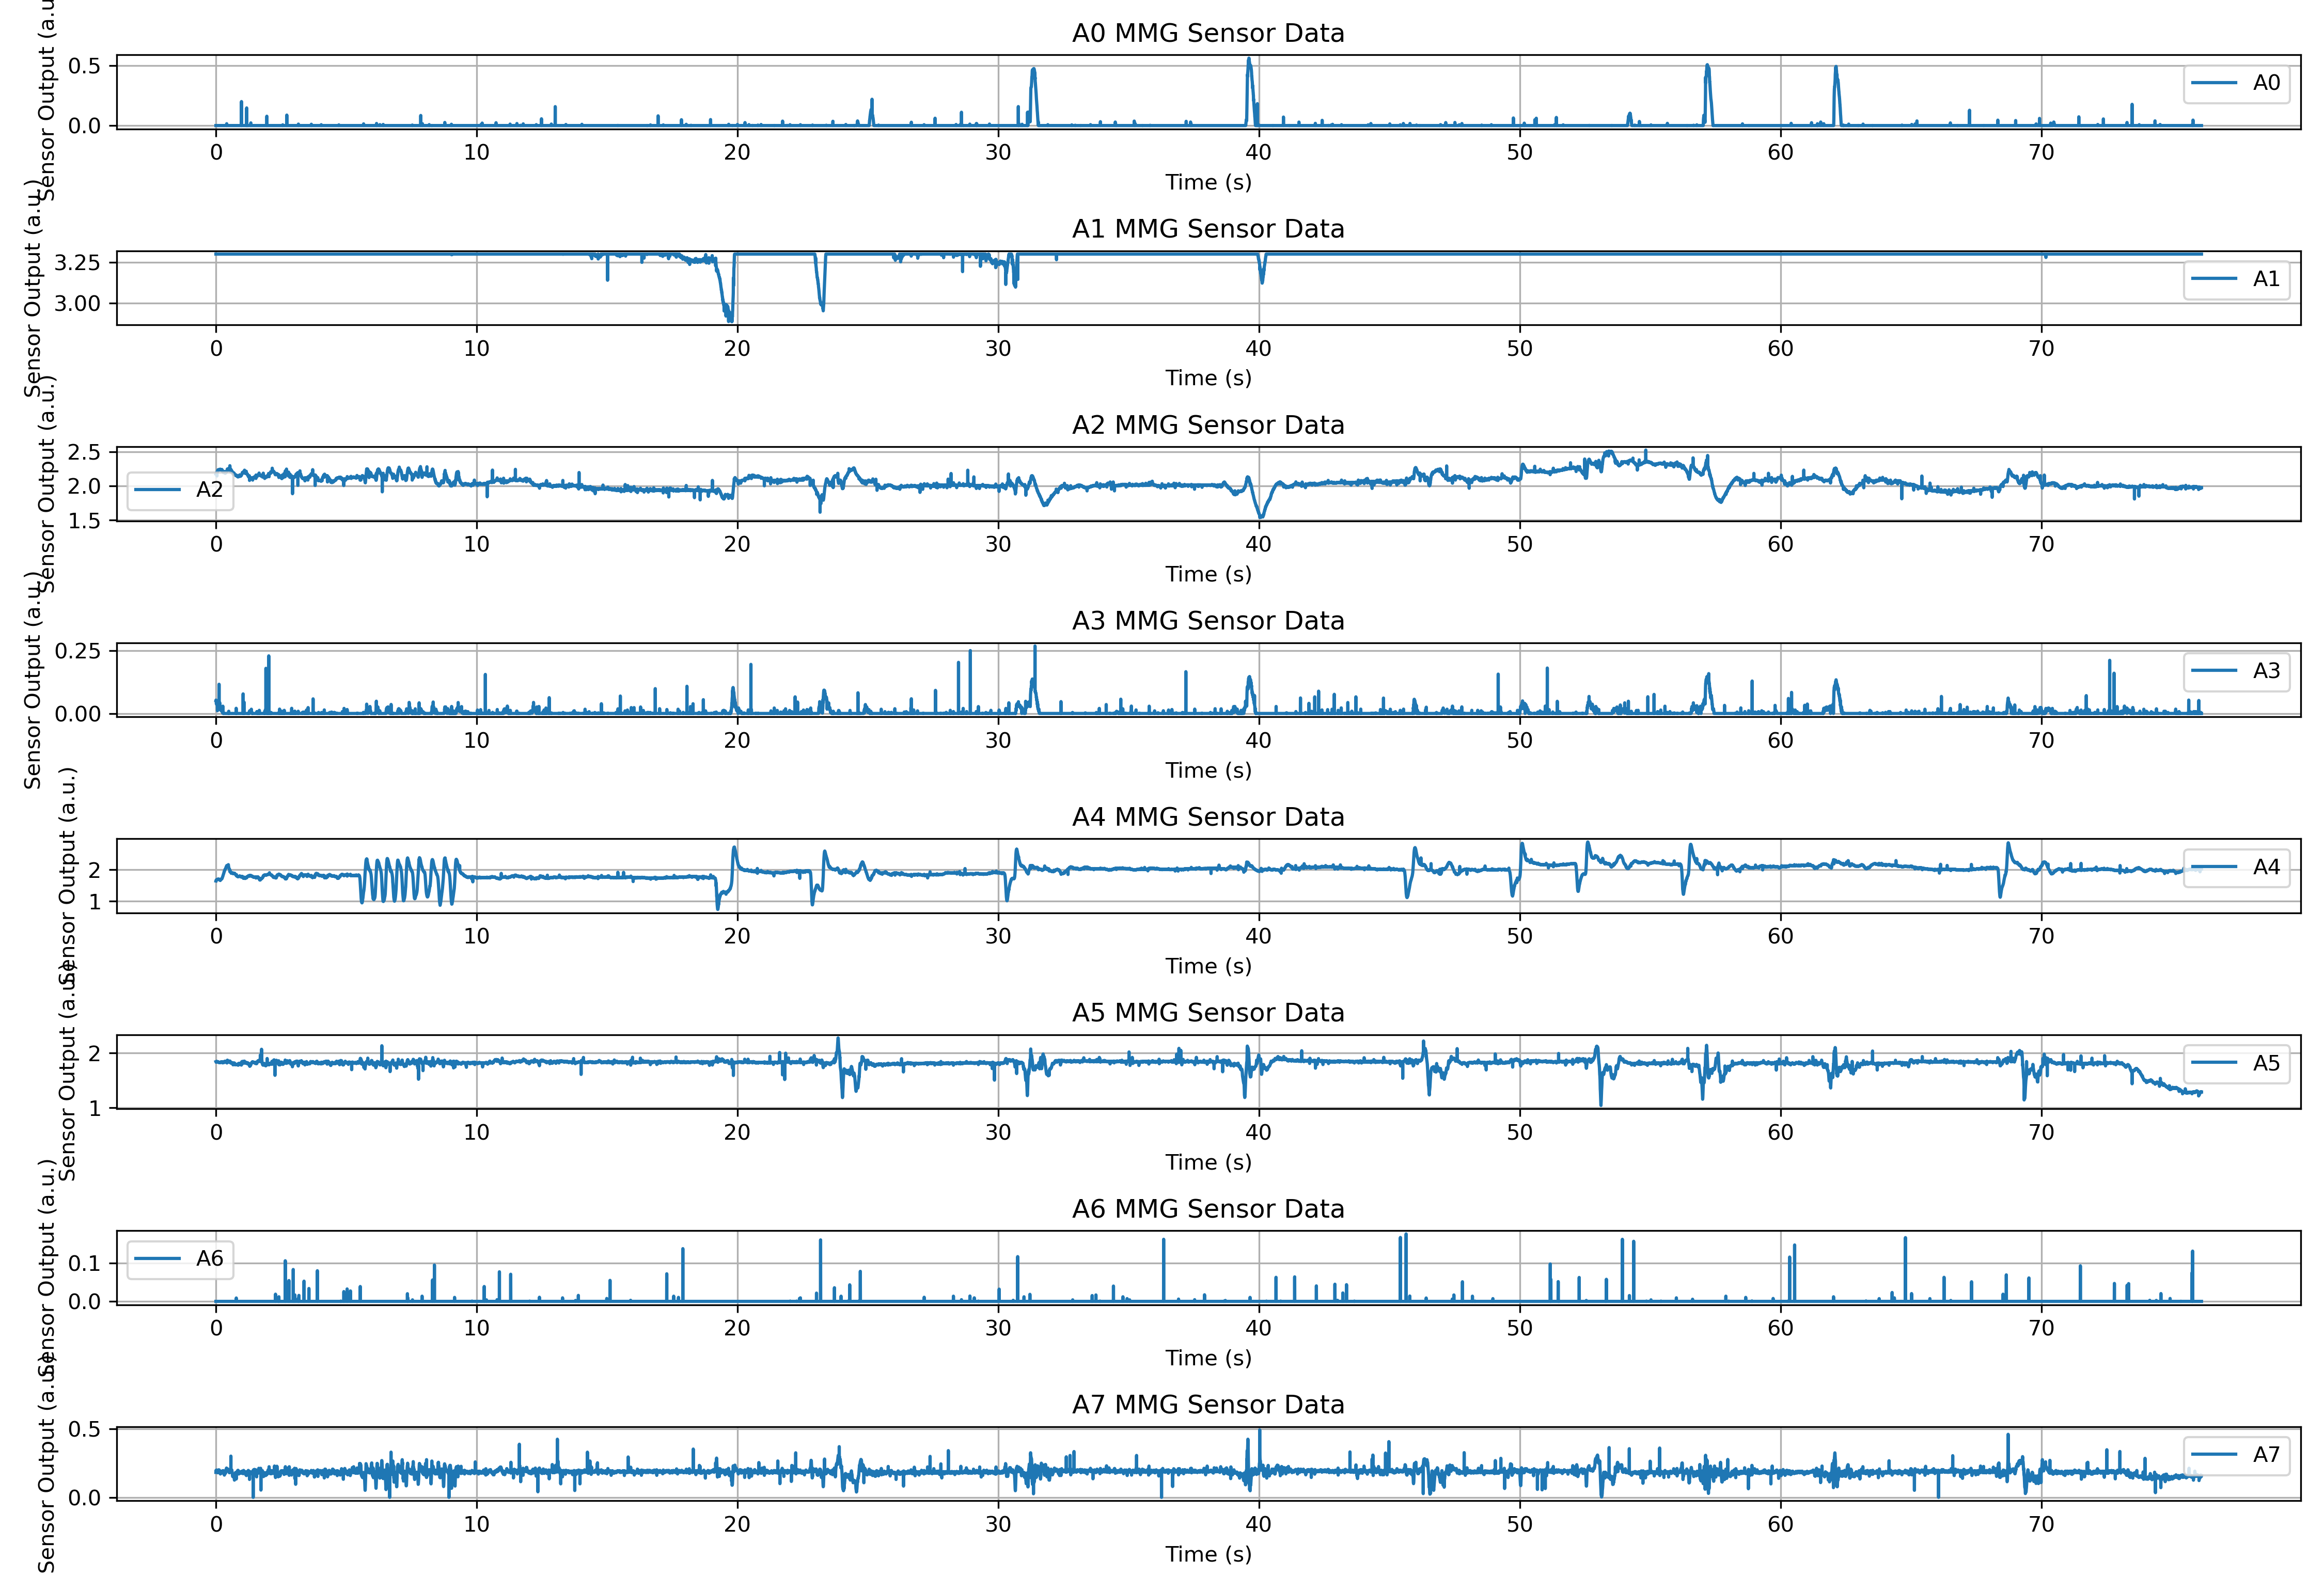 A0 MMG Sensor Data
Sensor Output (a.u.)
0.5
0.0
A0
0 10 20 30 40 50 60 70
Time (s)
A1 MMG Sensor Data
Sensor Output (a.u.)
3.25
3.00
A1
0 10 20 30 40 50 60 70
Time (s)
A2 MMG Sensor Data
Sensor Output (a.u.)
2.5
2.0
1.5
A2
0 10 20 30 40 50 60 70
Time (s)
A3 MMG Sensor Data
Sensor Output (a.u.)
0.25
0.00
A3
0 10 20 30 40 50 60 70
Time (s)
A4 MMG Sensor Data
Sensor Output (a.u.)
2
1
A4
0 10 20 30 40 50 60 70
Time (s)
A5 MMG Sensor Data
Sensor Output (a.u.)
2
1
A5
0 10 20 30 40 50 60 70
Time (s)
A6 MMG Sensor Data
Sensor Output (a.u.)
0.1
0.0
A6
0 10 20 30 40 50 60 70
Time (s)
A7 MMG Sensor Data
Sensor Output (a.u.)
0.5
0.0
A7
0 10 20 30 40 50 60 70
Time (s)